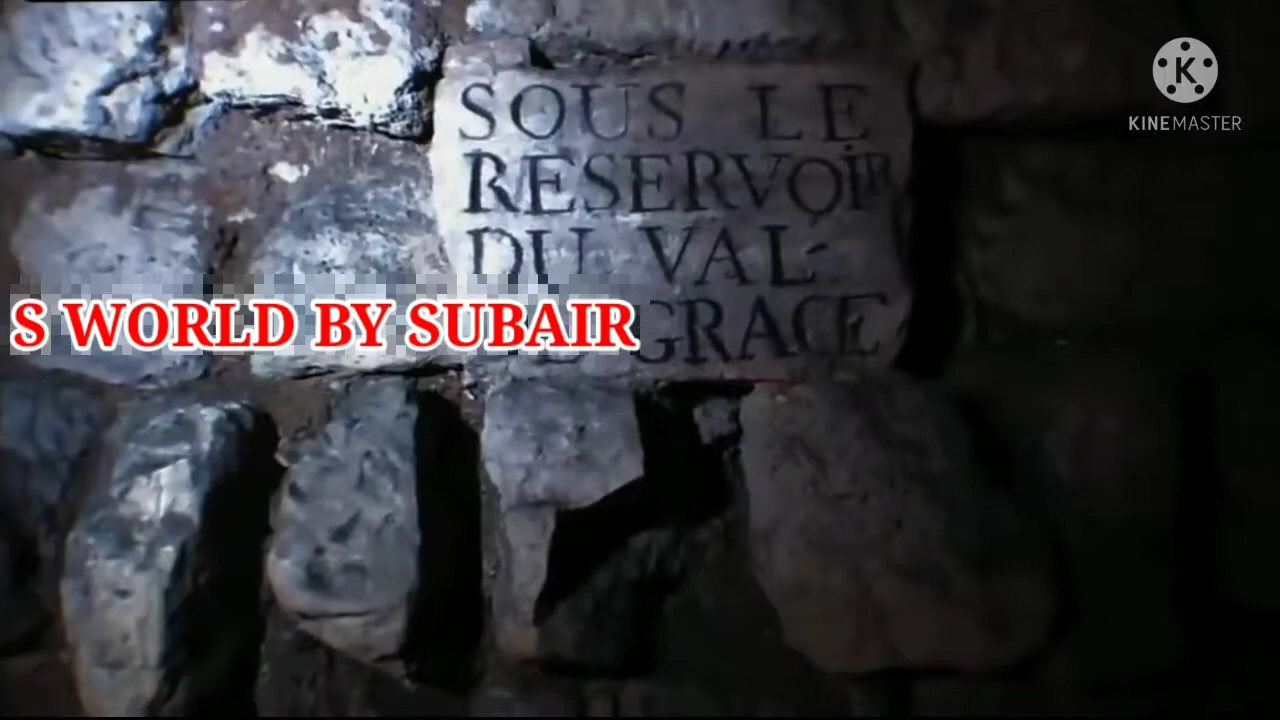 SOUS LE
RESERVOIR
DU VAL-
GRACE
S WORLD BY SUBAIR
KINEMASTER